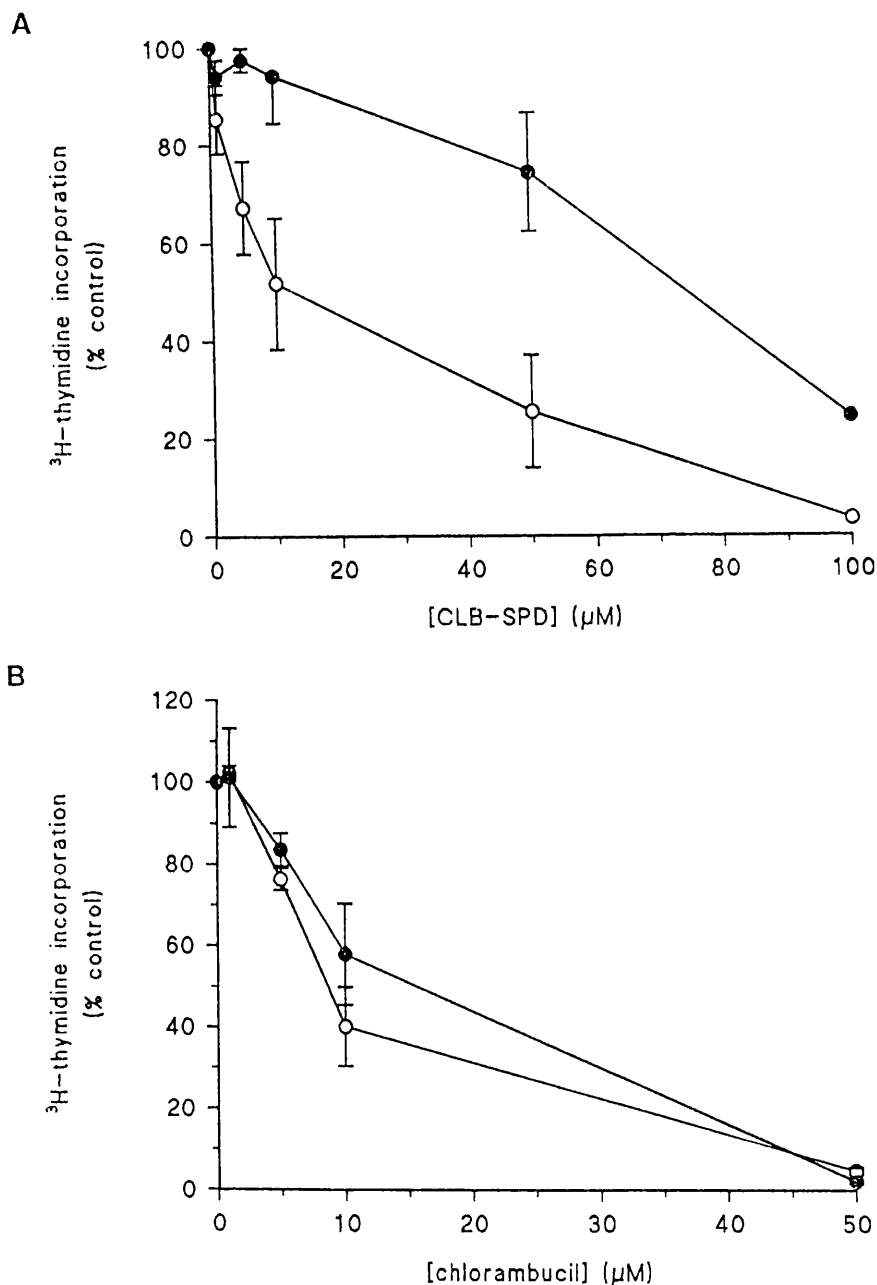 A
100
80
60
40
20
0
³H-thymidine incorporation
(% control)
0 20 40 60 80 100
[CLB-SPD] (µM)
B
120
100
80
60
40
20
0
³H-thymidine incorporation
(% control)
0 10 20 30 40 50
[chlorambucil] (µM)